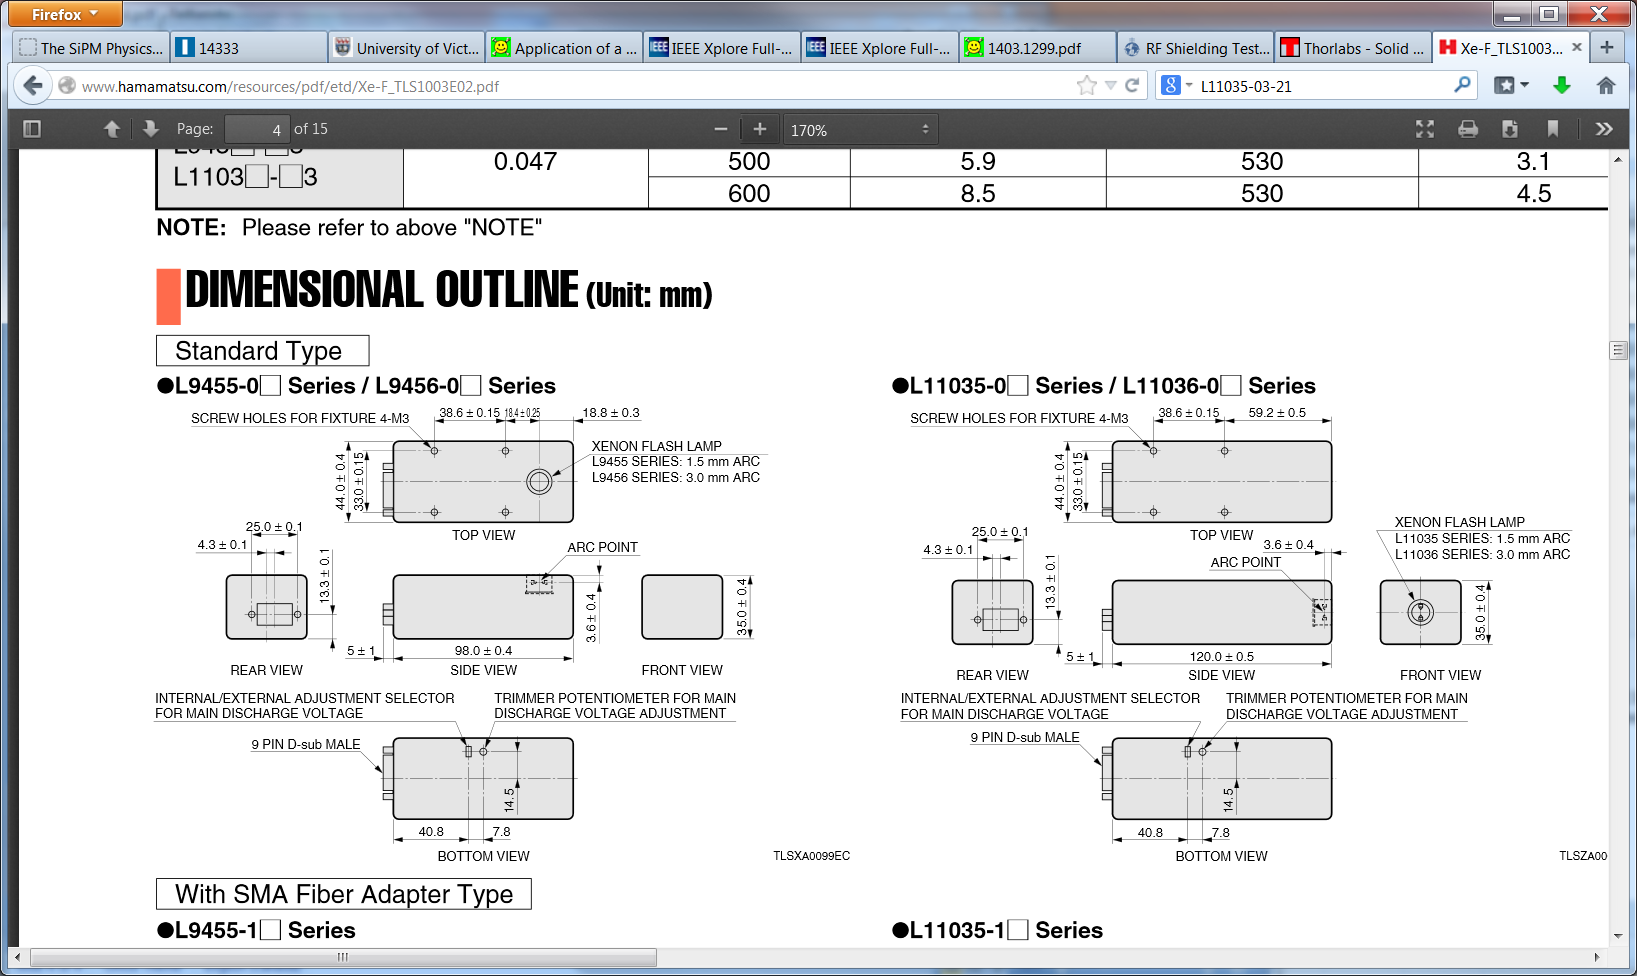 Firefox
The SiPM Physics...
14333
University of Vict...
Application of a ...
IEEE Xplore Full-...
IEEE Xplore Full-...
1403.1299.pdf
RF Shielding Test...
Thorlabs - Solid ...
Xe-F_TLS1003...
www.hamamatsu.com/resources/pdf/etd/Xe-F_TLS1003E02.pdf
L11035-03-21
Page: 4 of 15
170%
L1103□-□3
0.047
500 5.9 530 3.1
600 8.5 530 4.5
NOTE: Please refer to above "NOTE"
DIMENSIONAL OUTLINE (Unit: mm)
Standard Type
●L9455-0□ Series / L9456-0□ Series
SCREW HOLES FOR FIXTURE 4-M3
38.6 ± 0.15
18.4 ± 0.25
18.8 ± 0.3
XENON FLASH LAMP
L9455 SERIES: 1.5 mm ARC
L9456 SERIES: 3.0 mm ARC
44.0 ± 0.4
33.0 ± 0.15
TOP VIEW
25.0 ± 0.1
4.3 ± 0.1
13.3 ± 0.1
ARC POINT
3.6 ± 0.4
35.0 ± 0.4
5 ± 1
98.0 ± 0.4
REAR VIEW
SIDE VIEW
FRONT VIEW
INTERNAL/EXTERNAL ADJUSTMENT SELECTOR
FOR MAIN DISCHARGE VOLTAGE
TRIMMER POTENTIOMETER FOR MAIN
DISCHARGE VOLTAGE ADJUSTMENT
9 PIN D-sub MALE
14.5
40.8
7.8
BOTTOM VIEW
TLSXA0099EC
●L11035-0□ Series / L11036-0□ Series
SCREW HOLES FOR FIXTURE 4-M3
38.6 ± 0.15
59.2 ± 0.5
44.0 ± 0.4
33.0 ± 0.15
TOP VIEW
XENON FLASH LAMP
L11035 SERIES: 1.5 mm ARC
L11036 SERIES: 3.0 mm ARC
25.0 ± 0.1
4.3 ± 0.1
13.3 ± 0.1
3.6 ± 0.4
ARC POINT
35.0 ± 0.4
5 ± 1
120.0 ± 0.5
REAR VIEW
SIDE VIEW
FRONT VIEW
INTERNAL/EXTERNAL ADJUSTMENT SELECTOR
FOR MAIN DISCHARGE VOLTAGE
TRIMMER POTENTIOMETER FOR MAIN
DISCHARGE VOLTAGE ADJUSTMENT
9 PIN D-sub MALE
14.5
40.8
7.8
BOTTOM VIEW
TLSZA00
With SMA Fiber Adapter Type
●L9455-1□ Series
●L11035-1□ Series